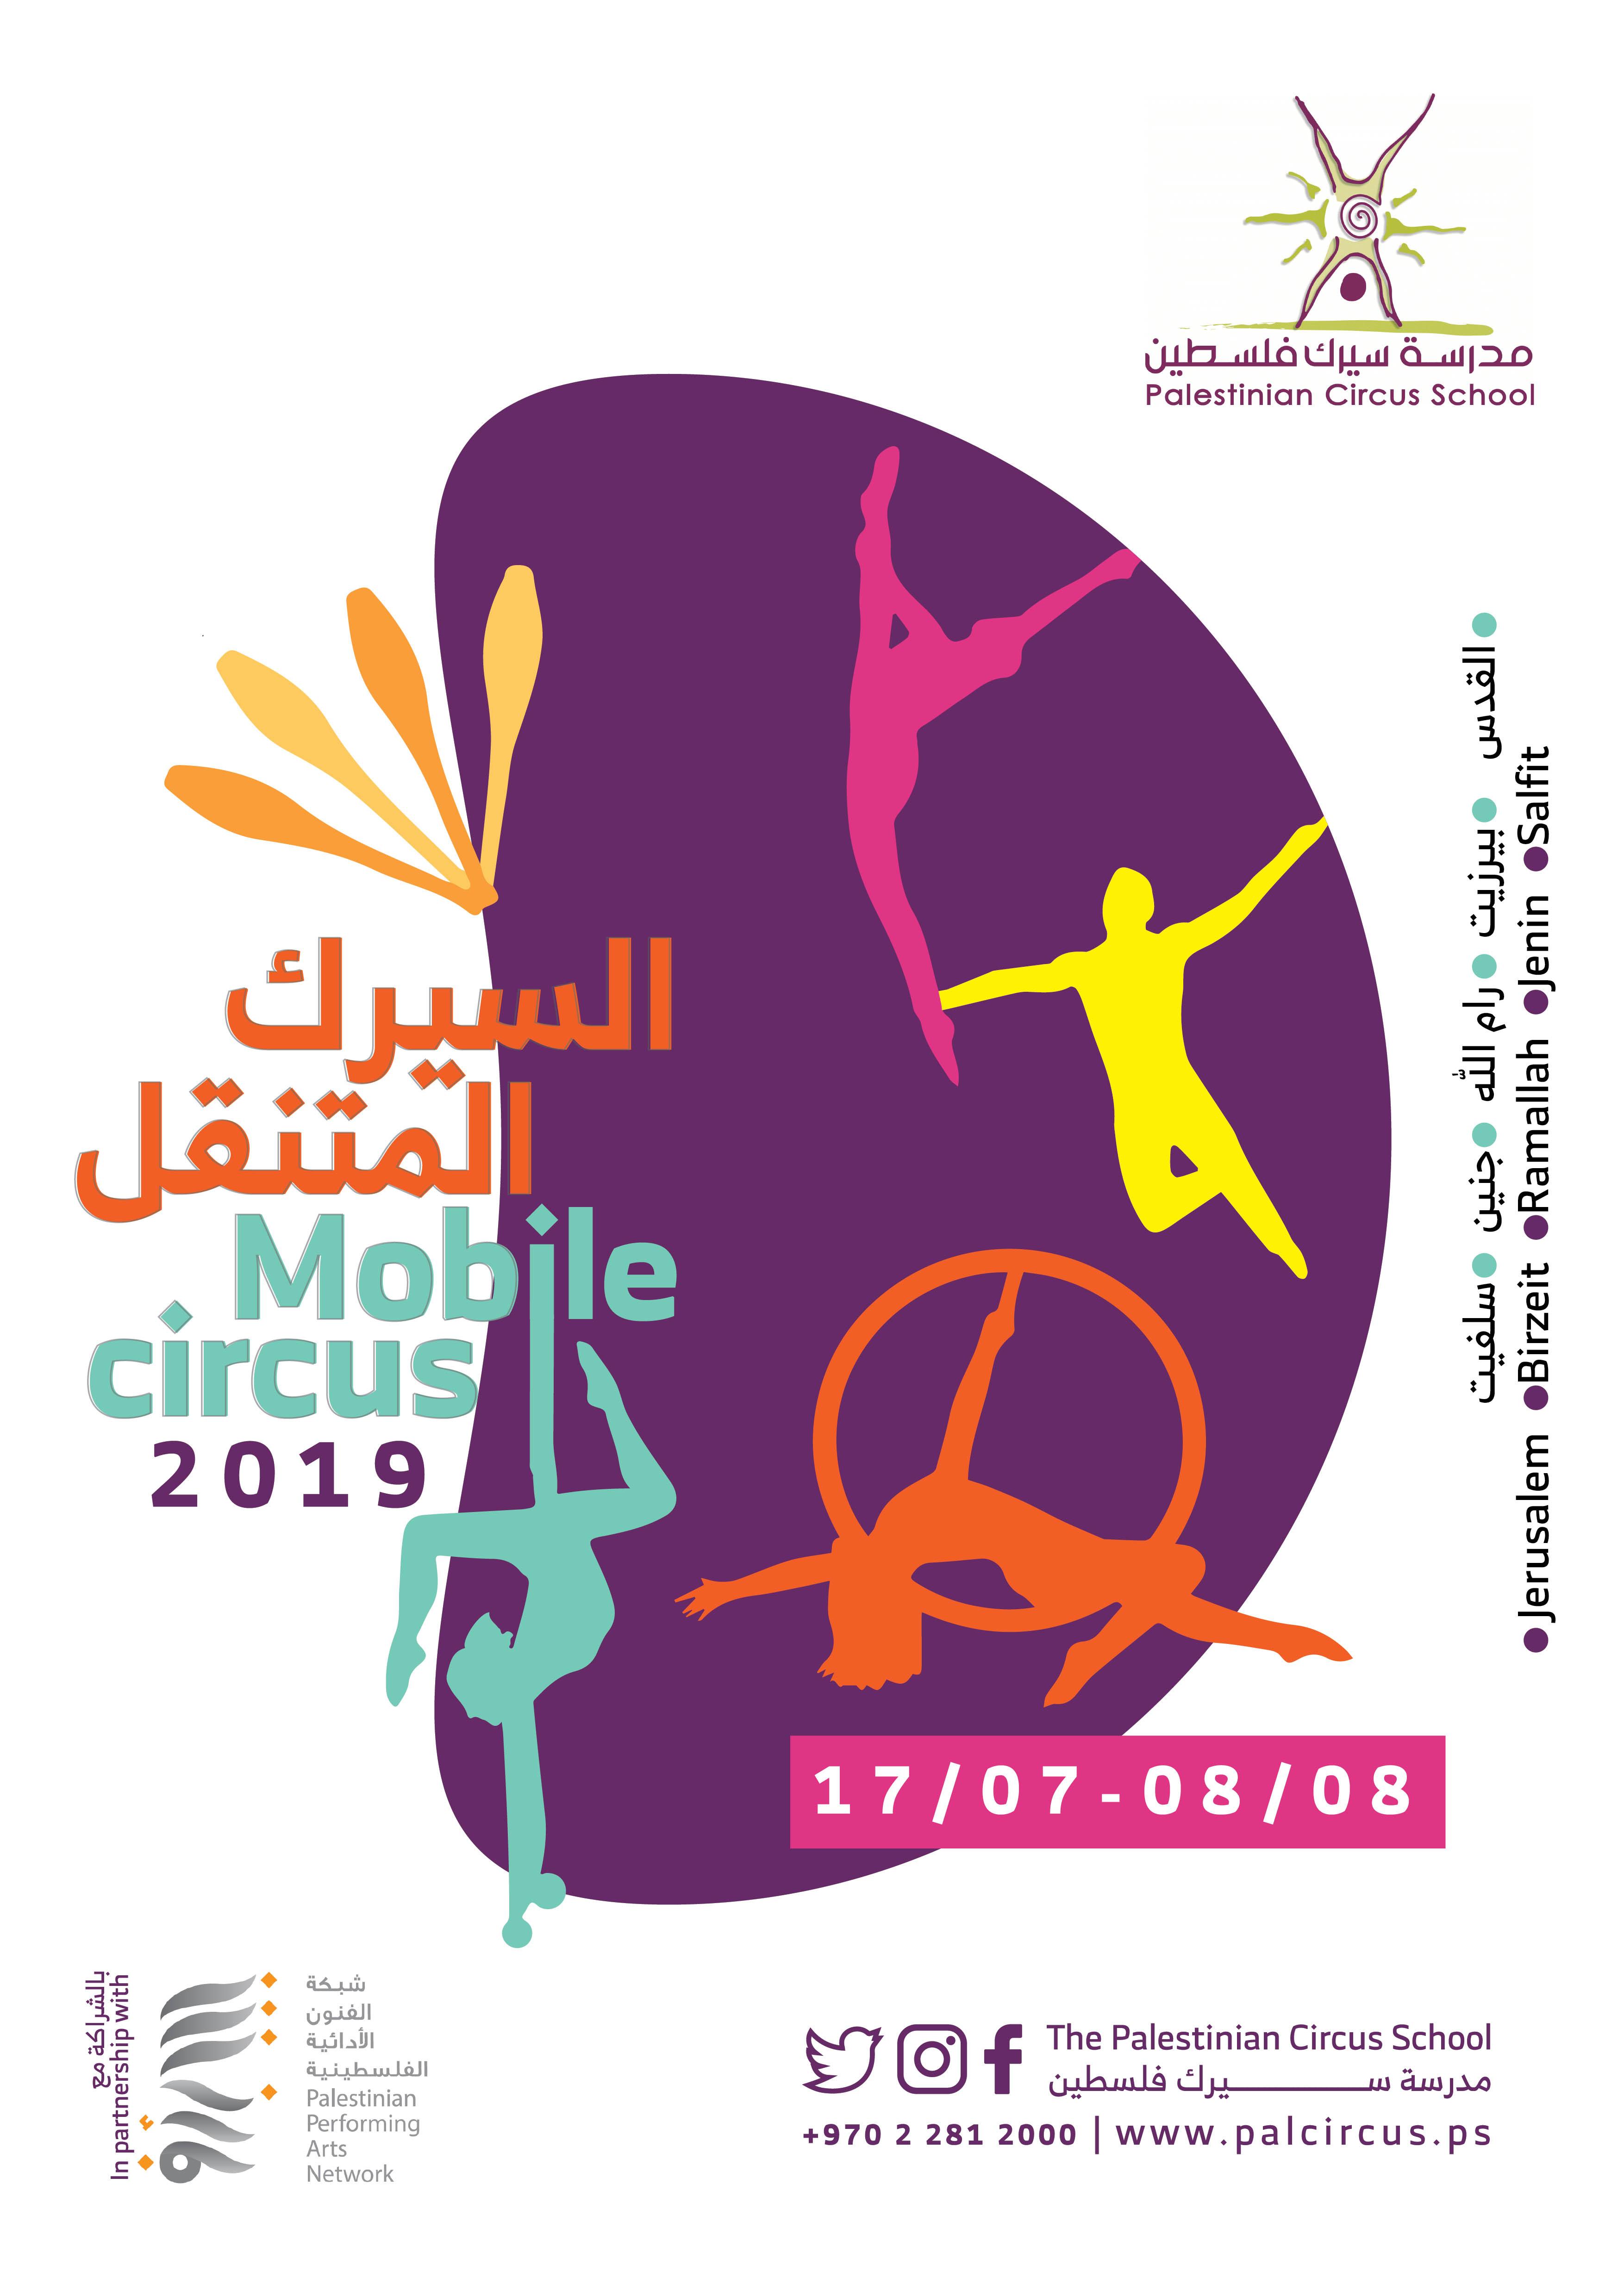 مدرسة سيرك فلسطين
Palestinian Circus School
السيرك
المتنقل
Mobile
circus
2019
القدس ● بيرزيت ● رام الله ● جنين ● سلفيت
●Jerusalem ●Birzeit ●Ramallah ●Jenin ●Salfit
17/07-08/08
بالشراكة مع
In partnership with
شبكة
الفنون
الأدائية
الفلسطينية
Palestinian
Performing
Arts
Network
The Palestinian Circus School
مدرسة ســـــيرك فلسطين
+970 2 281 2000 | www.palcircus.ps